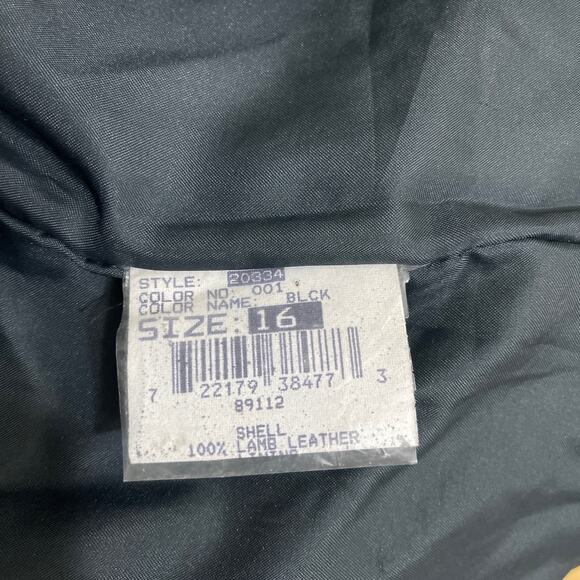 STYLE: 20334
COLOR NO. 001
COLOR NAME: BLCK
SIZE: 16
7 22179 38477 3
89112
SHELL
100% LAMB LEATHER
LINING